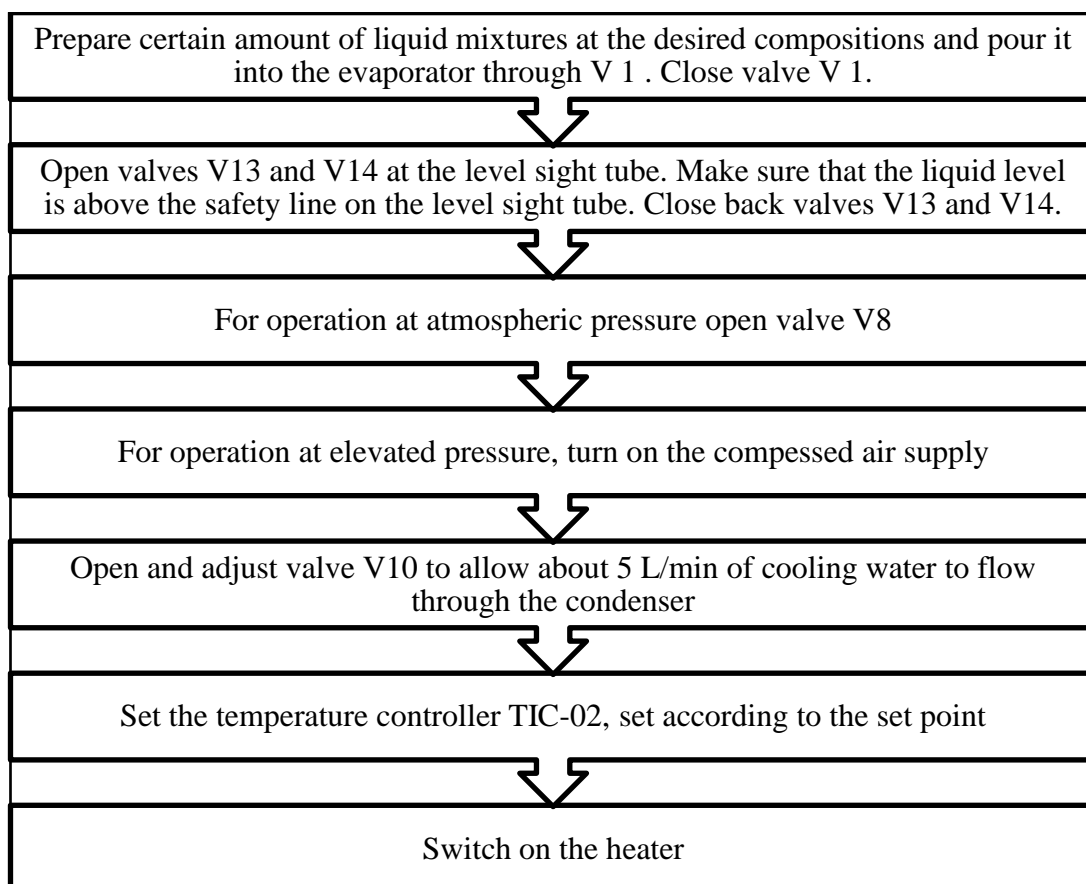 Prepare certain amount of liquid mixtures at the desired compositions and pour it
into the evaporator through V 1 . Close valve V 1.
Open valves V13 and V14 at the level sight tube. Make sure that the liquid level
is above the safety line on the level sight tube. Close back valves V13 and V14.
For operation at atmospheric pressure open valve V8
For operation at elevated pressure, turn on the compessed air supply
Open and adjust valve V10 to allow about 5 L/min of cooling water to flow
through the condenser
Set the temperature controller TIC-02, set according to the set point
Switch on the heater